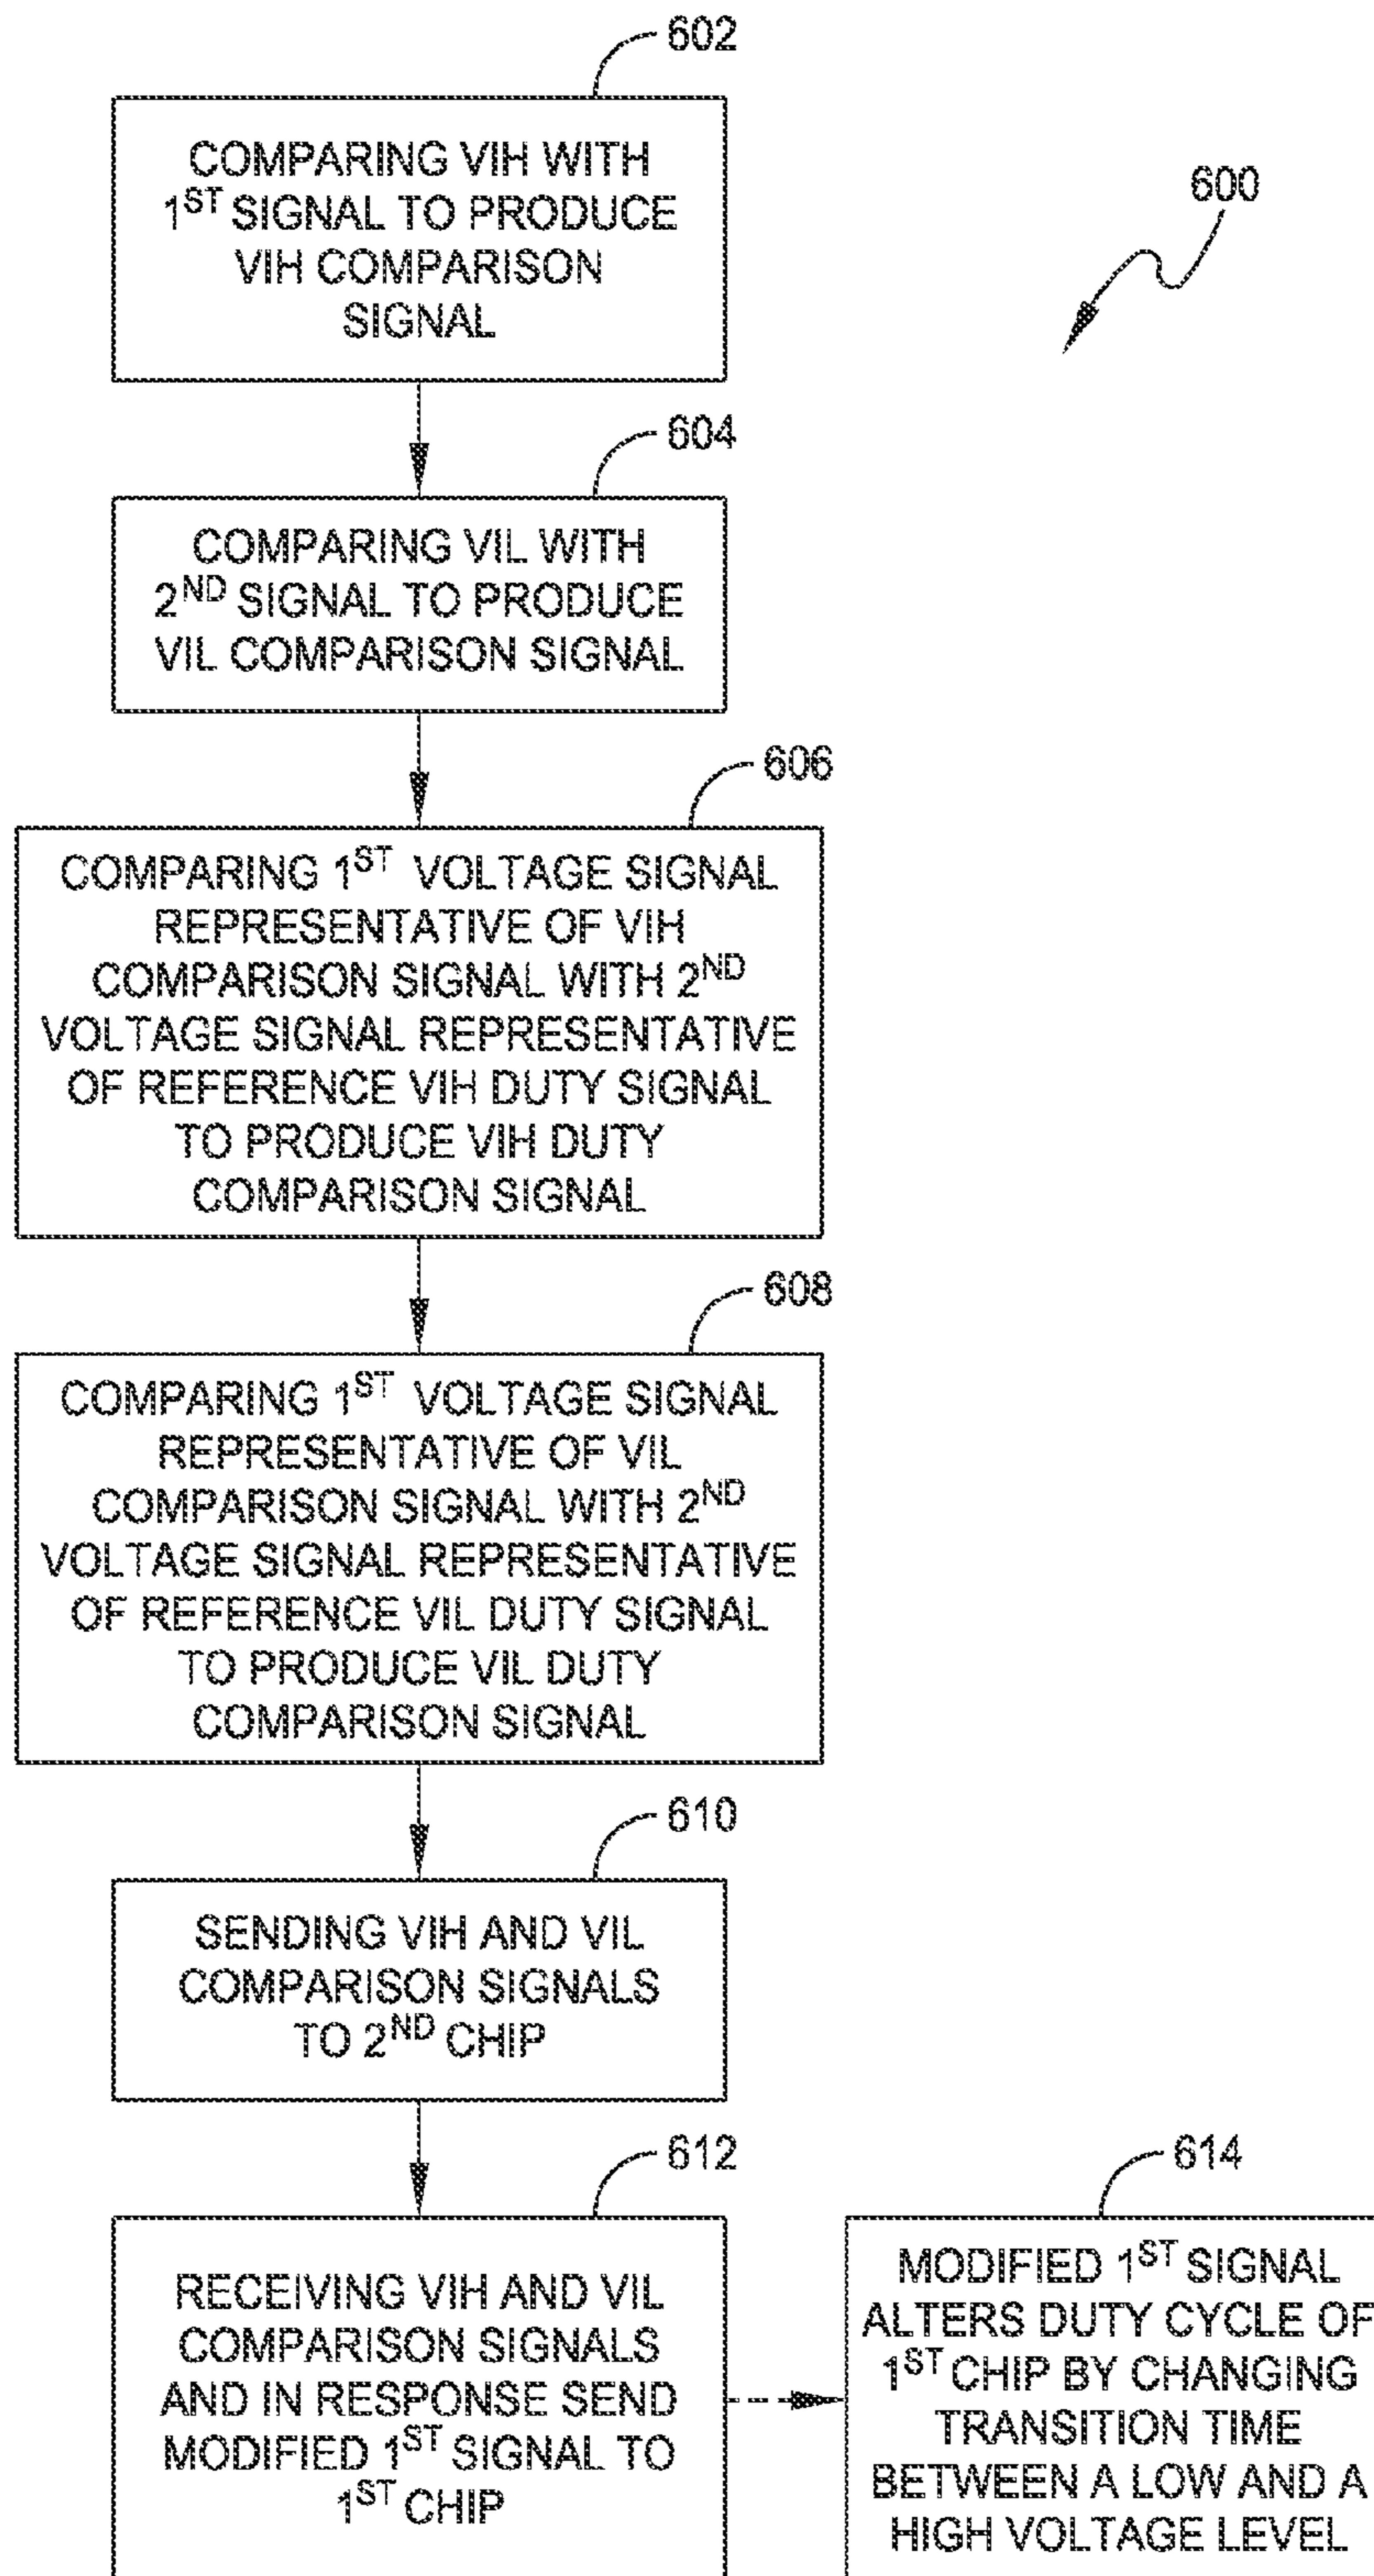 602
COMPARING VIH WITH
1ST SIGNAL TO PRODUCE
VIH COMPARISON
SIGNAL
600
604
COMPARING VIL WITH
2ND SIGNAL TO PRODUCE
VIL COMPARISON SIGNAL
606
COMPARING 1ST VOLTAGE SIGNAL
REPRESENTATIVE OF VIH
COMPARISON SIGNAL WITH 2ND
VOLTAGE SIGNAL REPRESENTATIVE
OF REFERENCE VIH DUTY SIGNAL
TO PRODUCE VIH DUTY
COMPARISON SIGNAL
608
COMPARING 1ST VOLTAGE SIGNAL
REPRESENTATIVE OF VIL
COMPARISON SIGNAL WITH 2ND
VOLTAGE SIGNAL REPRESENTATIVE
OF REFERENCE VIL DUTY SIGNAL
TO PRODUCE VIL DUTY
COMPARISON SIGNAL
610
SENDING VIH AND VIL
COMPARISON SIGNALS
TO 2ND CHIP
612
RECEIVING VIH AND VIL
COMPARISON SIGNALS
AND IN RESPONSE SEND
MODIFIED 1ST SIGNAL TO
1ST CHIP
614
MODIFIED 1ST SIGNAL
ALTERS DUTY CYCLE OF
1ST CHIP BY CHANGING
TRANSITION TIME
BETWEEN A LOW AND A
HIGH VOLTAGE LEVEL